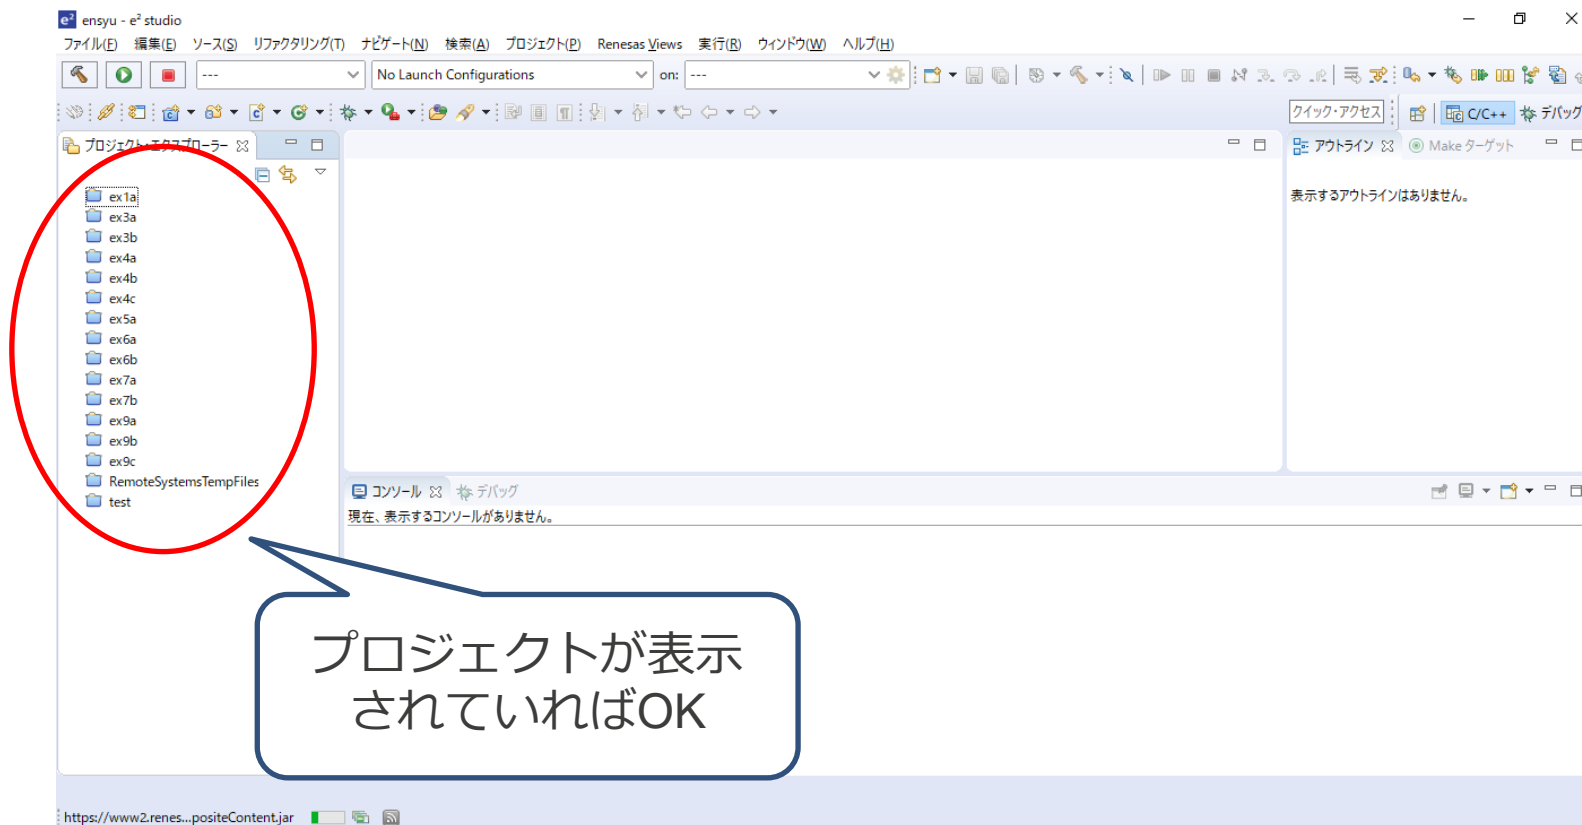 e² ensyu - e² studio
ファイル(F) 編集(E) ソース(S) リファクタリング(T) ナビゲート(N) 検索(A) プロジェクト(P) Renesas Views 実行(R) ウィンドウ(W) ヘルプ(H)
--- No Launch Configurations on: ---
クイック・アクセス C/C++ デバッグ
プロジェクト・エクスプローラー
アウトライン Make ターゲット
表示するアウトラインはありません。
ex1a
ex3a
ex3b
ex4a
ex4b
ex4c
ex5a
ex6a
ex6b
ex7a
ex7b
ex9a
ex9b
ex9c
RemoteSystemsTempFiles
test
コンソール デバッグ
現在、表示するコンソールがありません。
プロジェクトが表示
されていればOK
https://www2.renes...positeContent.jar